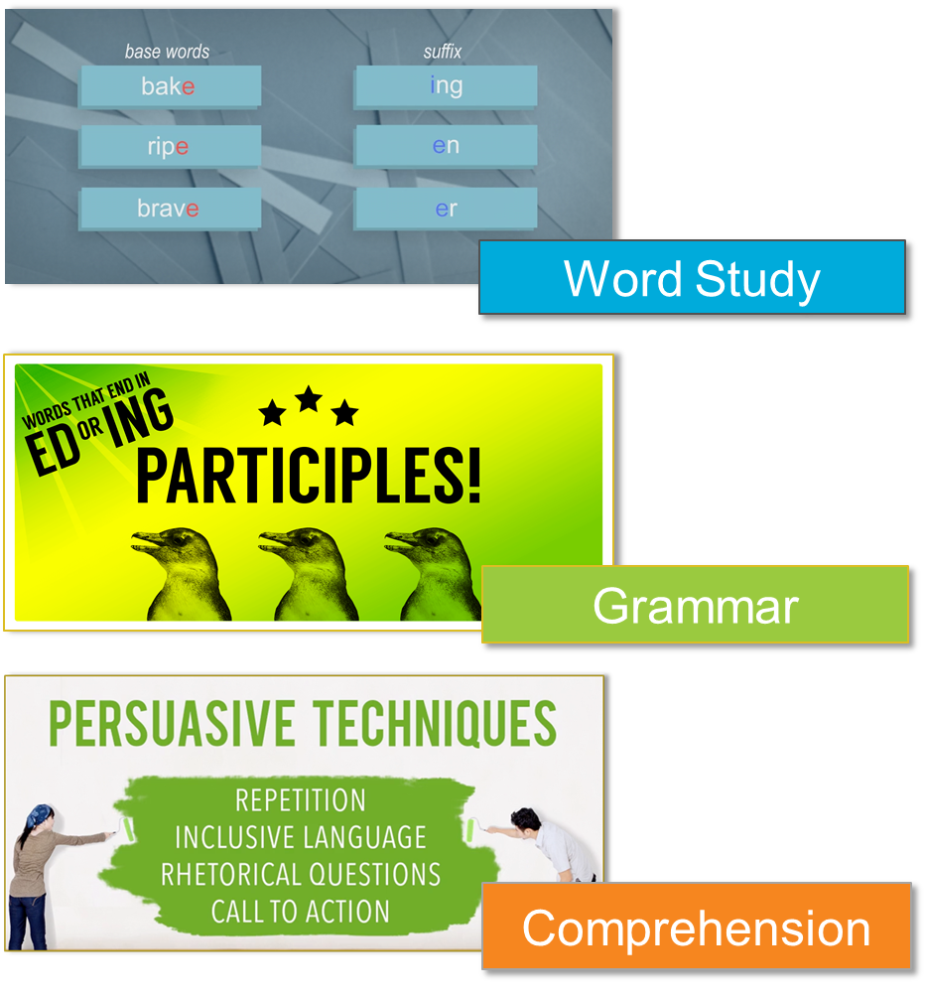 base words suffix
bake ing
ripe en
brave er
Word Study
WORDS THAT END IN
ED OR ING
PARTICIPLES!
Grammar
PERSUASIVE TECHNIQUES
REPETITION
INCLUSIVE LANGUAGE
RHETORICAL QUESTIONS
CALL TO ACTION
Comprehension